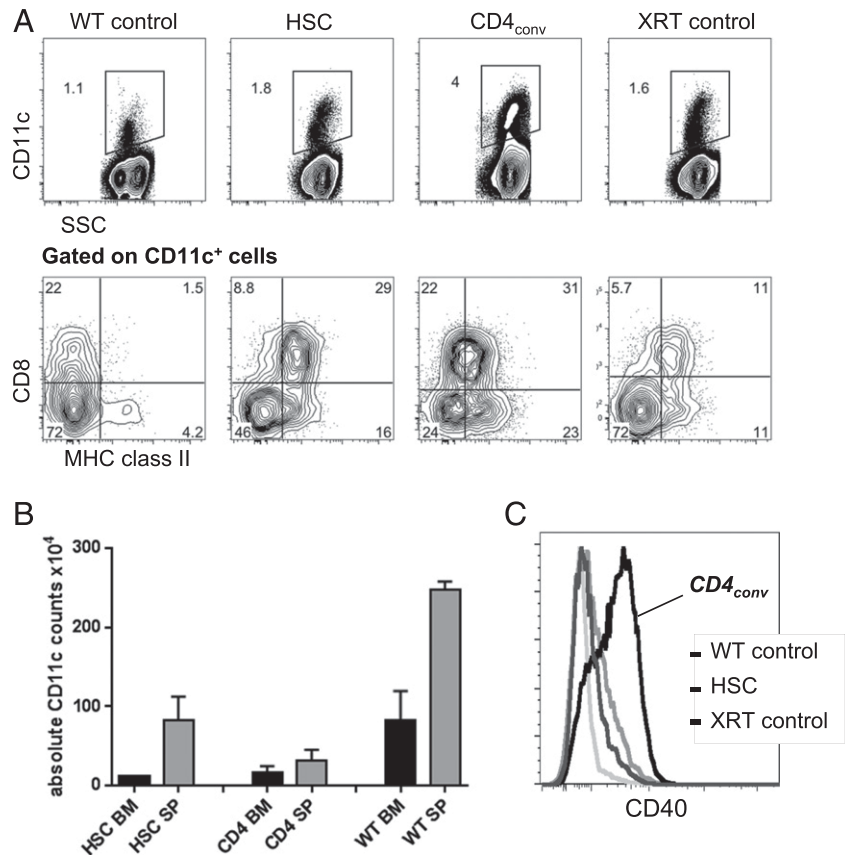 A
WT control
HSC
CD4conv
XRT control
1.1
1.8
4
1.6
CD11c
SSC
Gated on CD11c+ cells
22 1.5
8.8 29
22 31
5.7 11
CD8
72 4.2
46 16
24 23
72 11
MHC class II
B
C
absolute CD11c counts x104
300
200
100
0
HSC BM
HSC SP
CD4 BM
CD4 SP
WT BM
WT SP
CD4conv
WT control
HSC
XRT control
CD40